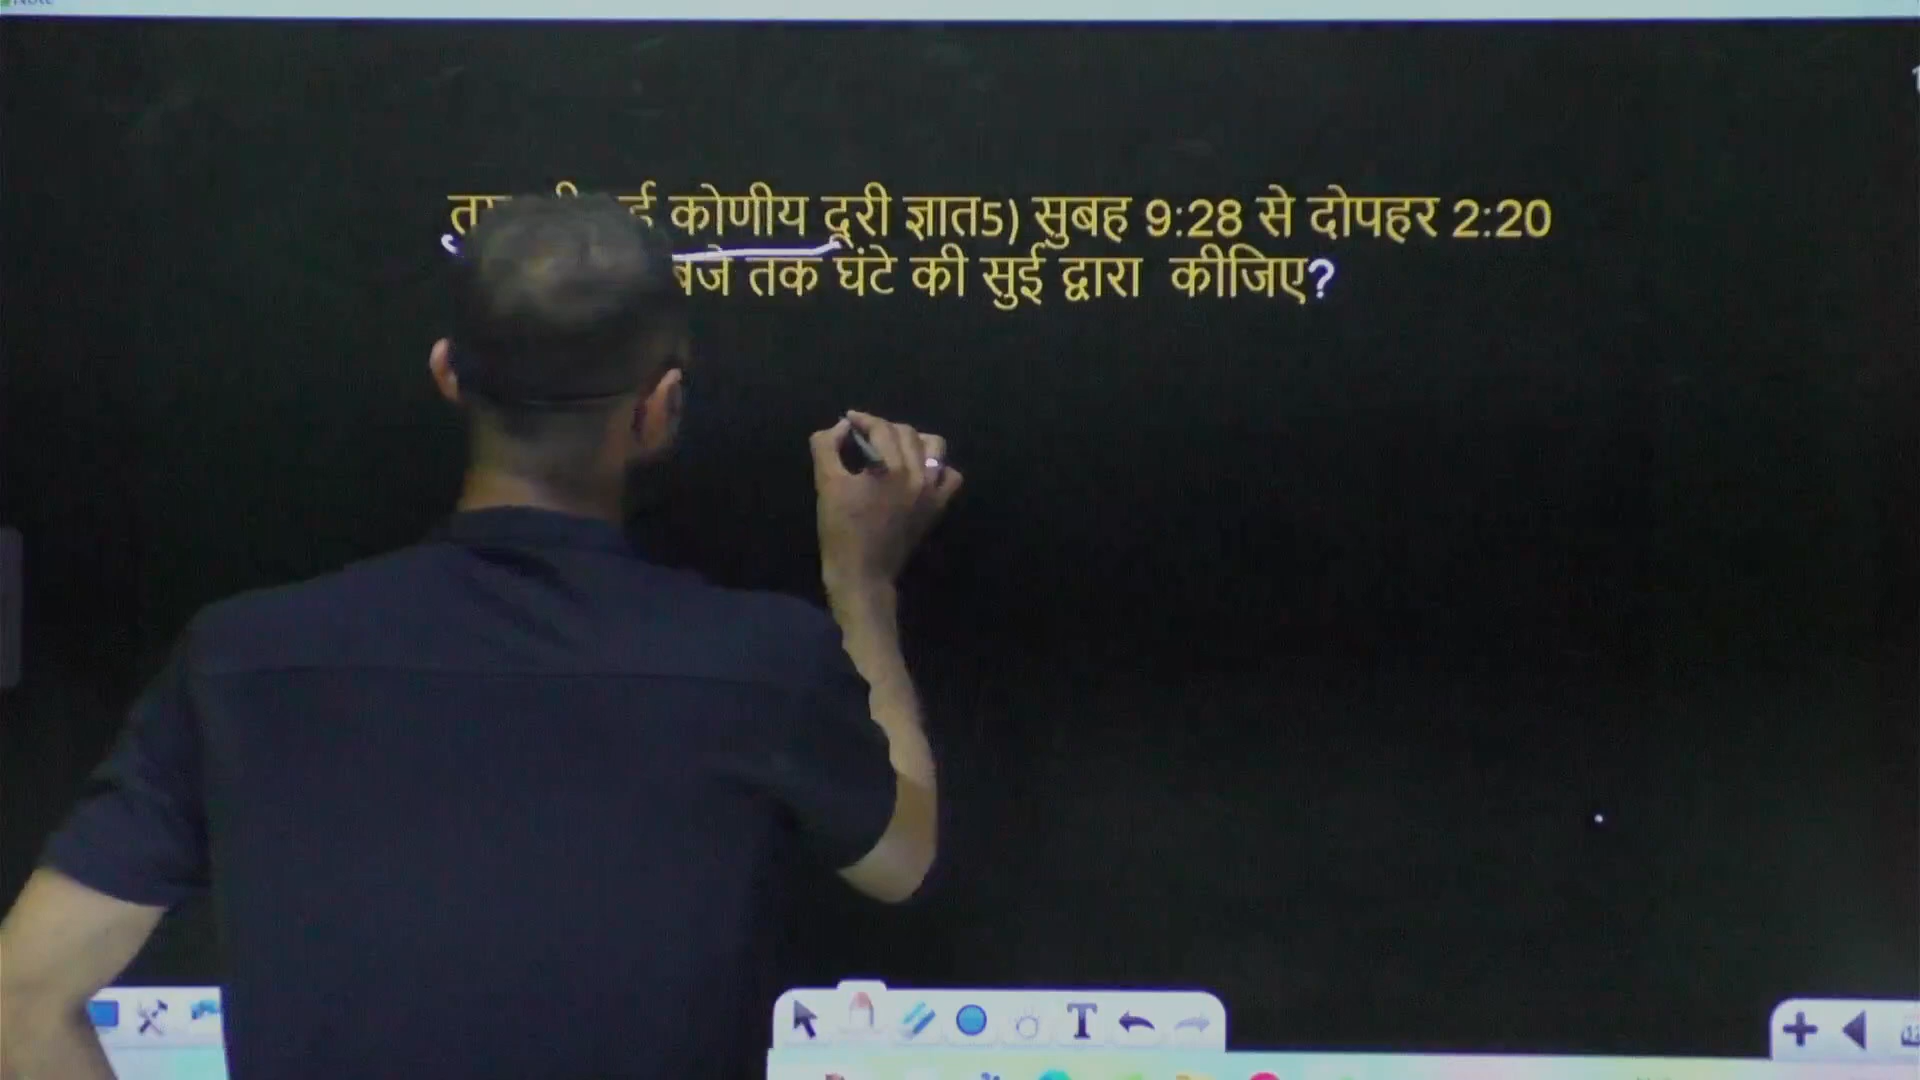 कोणीय दूरी ज्ञात5) सुबह 9:28 से दोपहर 2:20
बजे तक घंटे की सुई द्वारा कीजिए?
T